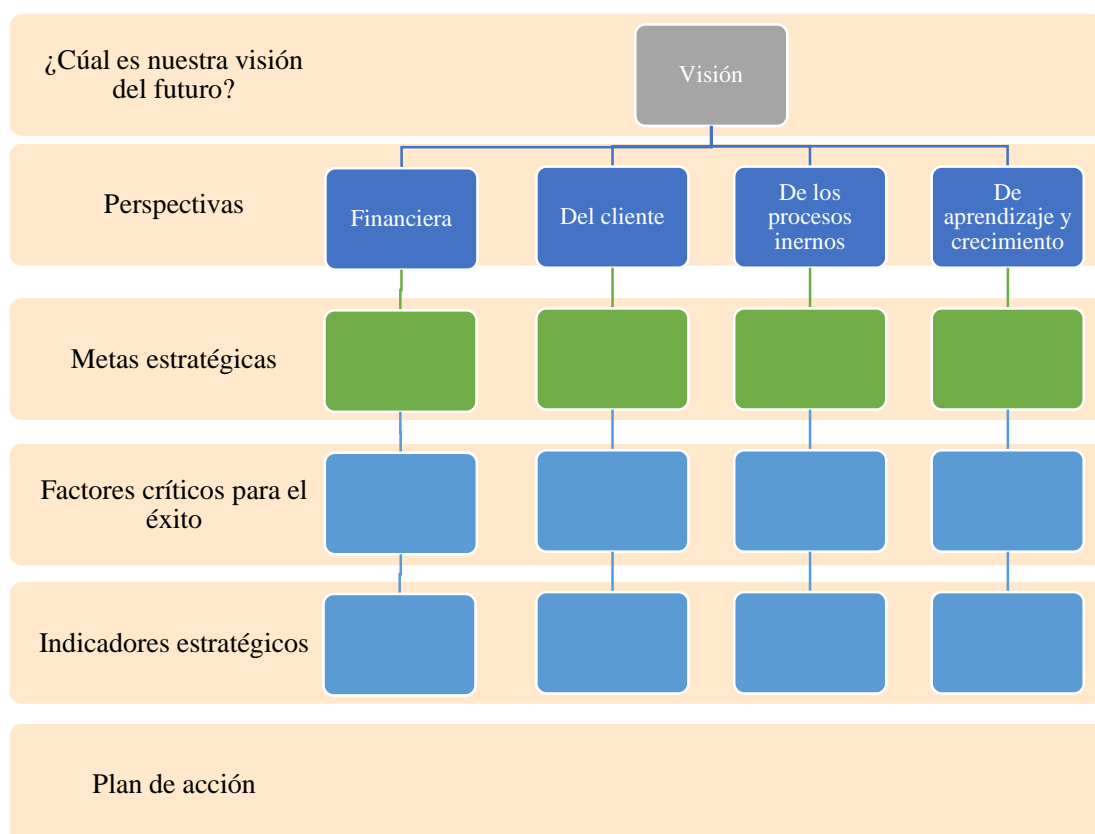 ¿Cúal es nuestra visión
del futuro?
Visión
Perspectivas
Financiera
Del cliente
De los
procesos
inernos
De
aprendizaje y
crecimiento
Metas estratégicas
Factores críticos para el
éxito
Indicadores estratégicos
Plan de acción